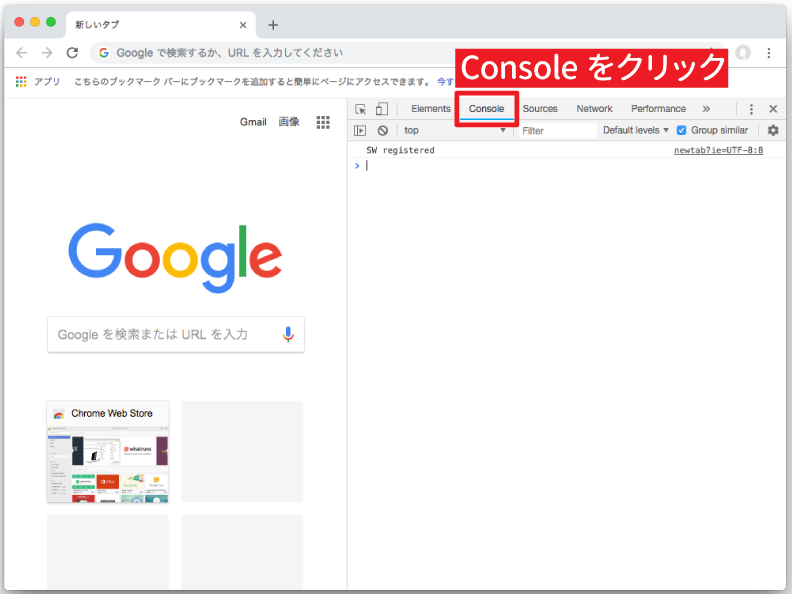 新しいタブ
Google で検索するか、URL を入力してください
Console をクリック
アプリ こちらのブックマーク バーにブックマークを追加すると簡単にページにアクセスできます。 今す
Gmail 画像
Elements Console Sources Network Performance »
top Filter Default levels Group similar
SW registered newtab?ie=UTF-8:8
Google
Google を検索または URL を入力
Chrome Web Store
whatruns
Office